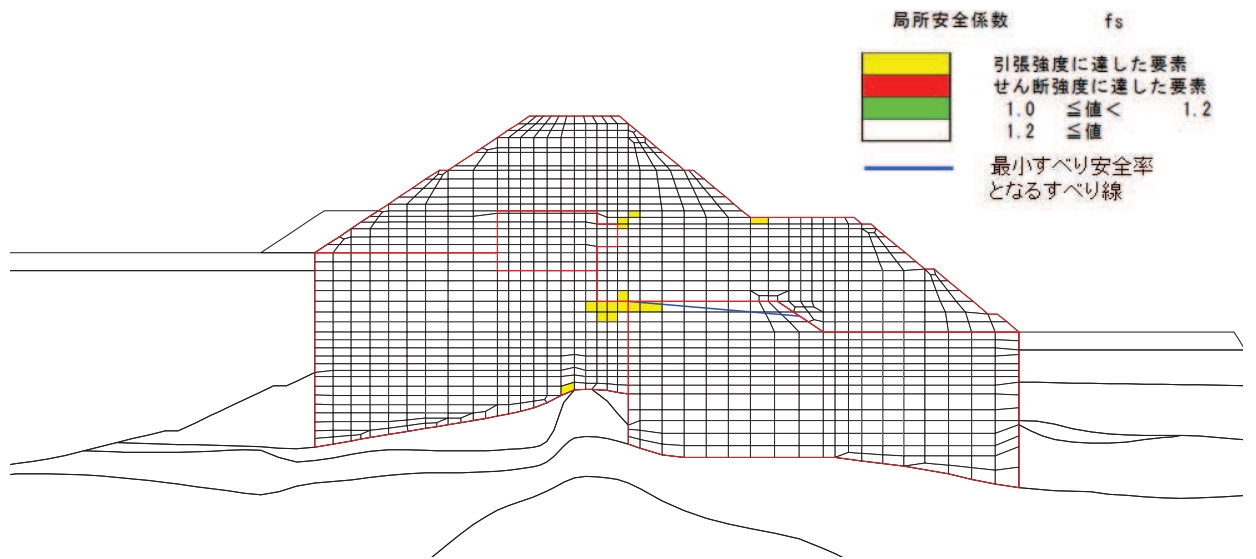 局所安全係数 fs
引張強度に達した要素
せん断強度に達した要素
1.0 ≦値< 1.2
1.2 ≦値
最小すべり安全率
となるすべり線